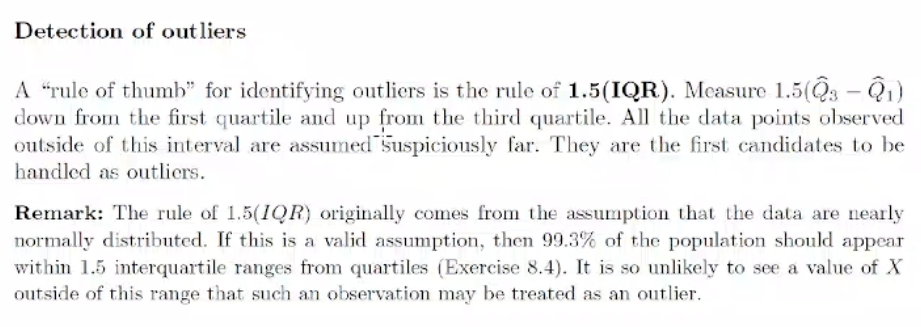 Detection of outliers
A “rule of thumb” for identifying outliers is the rule of 1.5(IQR). Measure 1.5(Q̂₃ − Q̂₁)
down from the first quartile and up from the third quartile. All the data points observed
outside of this interval are assumed suspiciously far. They are the first candidates to be
handled as outliers.
Remark: The rule of 1.5(IQR) originally comes from the assumption that the data are nearly
normally distributed. If this is a valid assumption, then 99.3% of the population should appear
within 1.5 interquartile ranges from quartiles (Exercise 8.4). It is so unlikely to see a value of X
outside of this range that such an observation may be treated as an outlier.